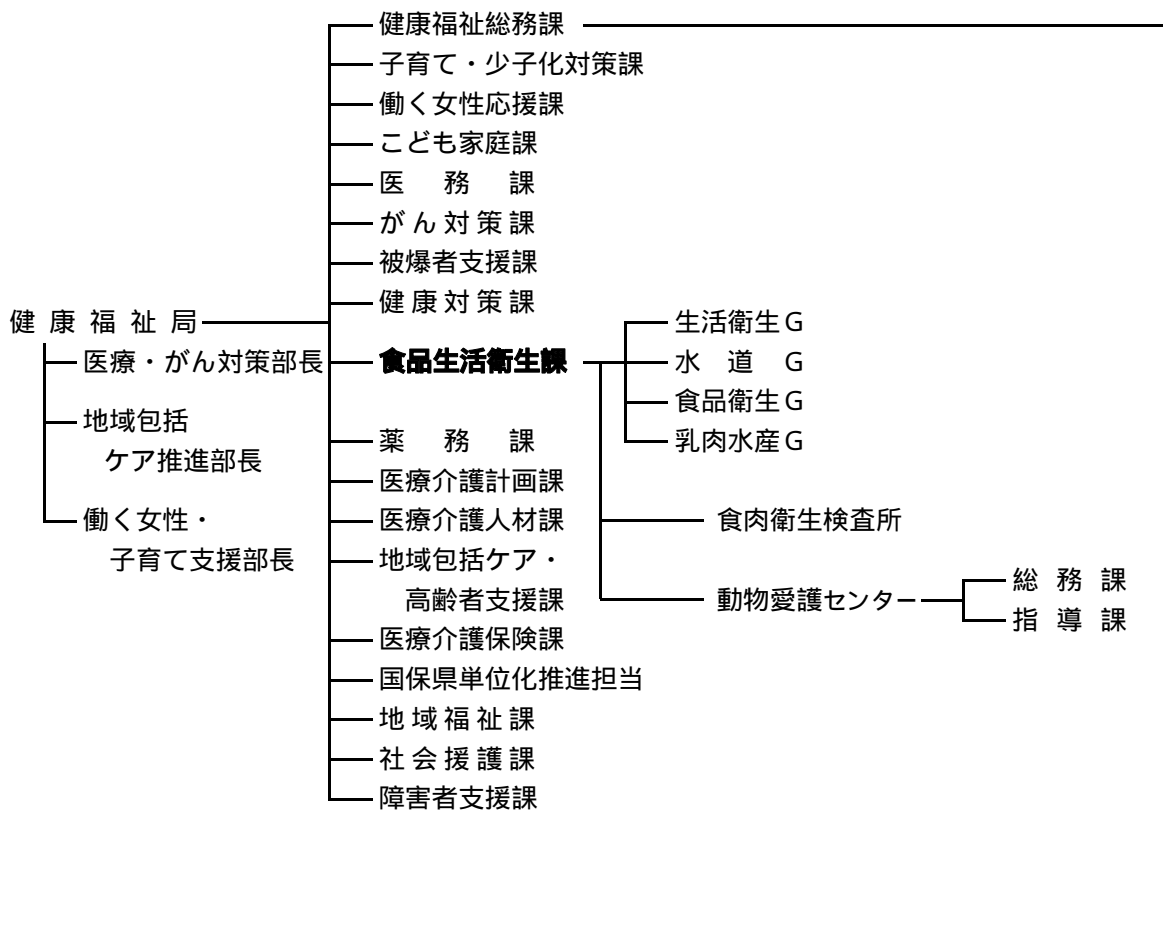 健康福祉総務課
子育て・少子化対策課
働く女性応援課
こども家庭課
医務課
がん対策課
被爆者支援課
健康対策課
健康福祉局
生活衛生G
医療・がん対策部長
食品生活衛生課
水道G
食品衛生G
地域包括
ケア推進部長
薬務課
乳肉水産G
医療介護計画課
働く女性・
子育て支援部長
医療介護人材課
食肉衛生検査所
地域包括ケア・
高齢者支援課
動物愛護センター
総務課
指導課
医療介護保険課
国保県単位化推進担当
地域福祉課
社会援護課
障害者支援課